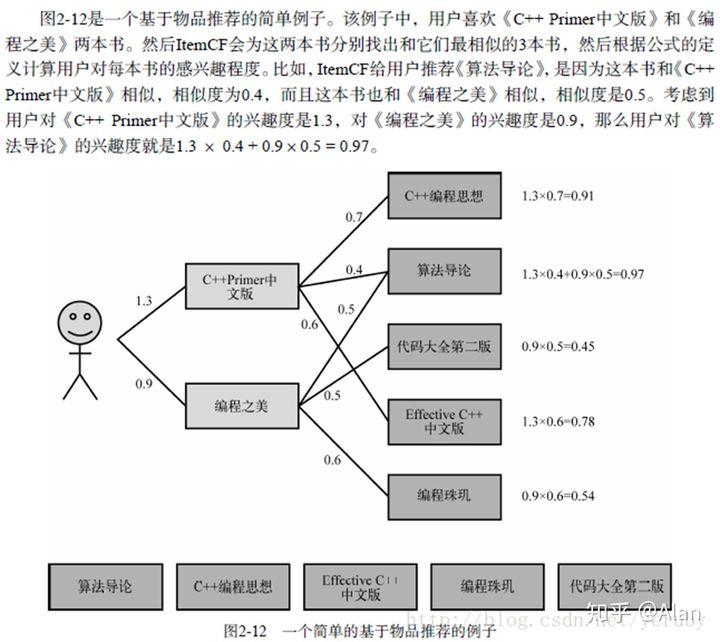 图2-12是一个基于物品推荐的简单例子。该例子中，用户喜欢《C++ Primer中文版》和《编
程之美》两本书。然后ItemCF会为这两本书分别找出和它们最相似的3本书，然后根据公式的定
义计算用户对每本书的感兴趣程度。比如，ItemCF给用户推荐《算法导论》，是因为这本书和《C++
Primer中文版》相似，相似度为0.4，而且这本书也和《编程之美》相似，相似度是0.5。考虑到
用户对《C++ Primer中文版》的兴趣度是1.3，对《编程之美》的兴趣度是0.9，那么用户对《算
法导论》的兴趣度就是1.3 × 0.4 + 0.9 × 0.5 = 0.97。
C++编程思想
1.3×0.7=0.91
0.7
C++Primer中
文版
0.4
算法导论
1.3×0.4+0.9×0.5=0.97
1.3
0.5
0.6
代码大全第二版
0.9×0.5=0.45
0.9
编程之美
0.5
Effective C++
中文版
1.3×0.6=0.78
0.6
编程珠玑
0.9×0.6=0.54
算法导论
C++编程思想
Effective C++
中文版
编程珠玑
代码大全第二版
知乎 @Alan
图2-12 一个简单的基于物品推荐的例子